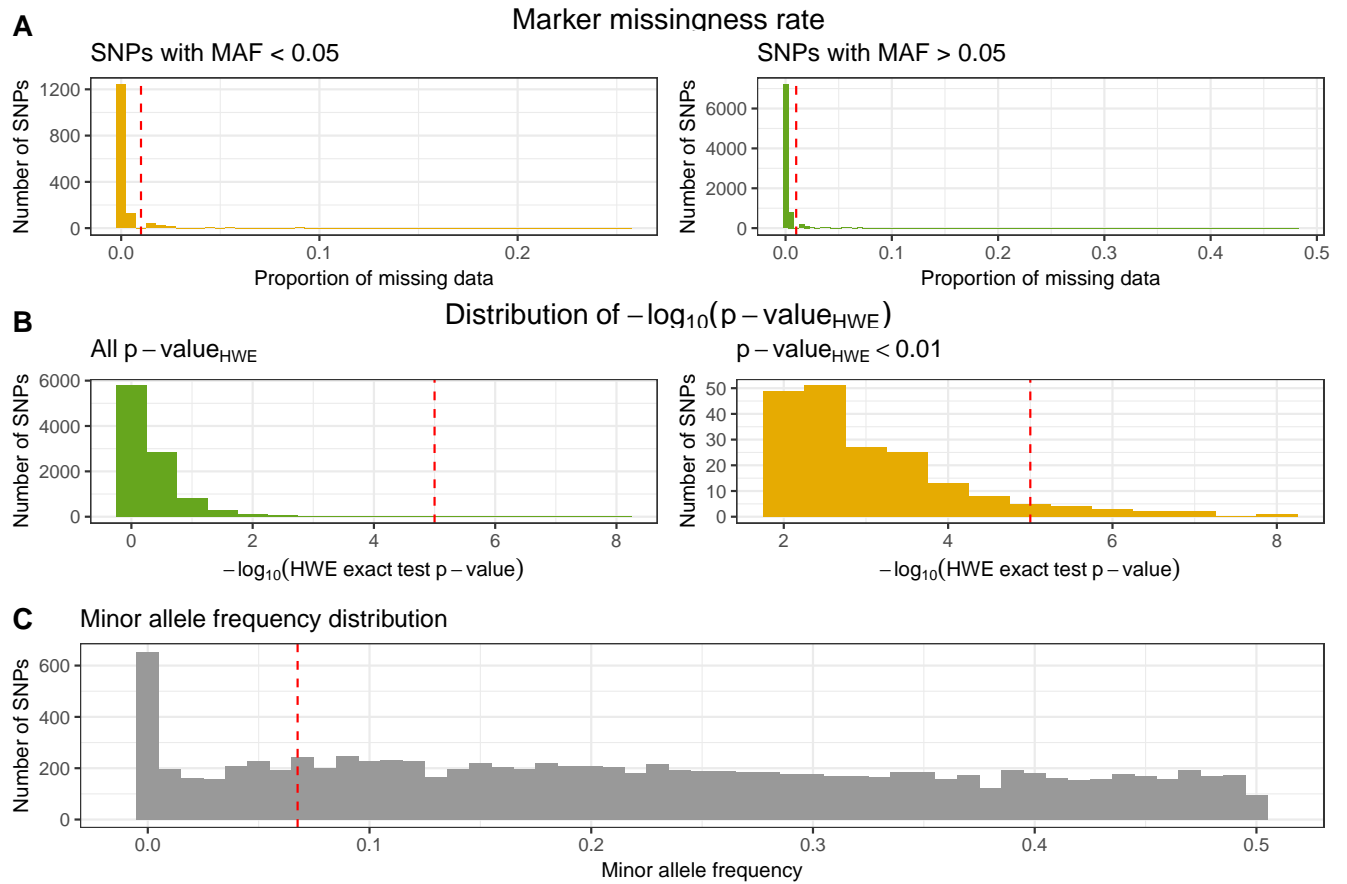 A
Marker missingness rate
SNPs with MAF < 0.05
SNPs with MAF > 0.05
Number of SNPs
1200
800
400
0
0.0 0.1 0.2
Proportion of missing data
Number of SNPs
6000
4000
2000
0
0.0 0.1 0.2 0.3 0.4 0.5
Proportion of missing data
B
Distribution of −log10(p − valueHWE)
All p − valueHWE
p − valueHWE < 0.01
Number of SNPs
6000
4000
2000
0
0 2 4 6 8
−log10(HWE exact test p − value)
Number of SNPs
50
40
30
20
10
0
2 4 6 8
−log10(HWE exact test p − value)
C
Minor allele frequency distribution
Number of SNPs
600
400
200
0
0.0 0.1 0.2 0.3 0.4 0.5
Minor allele frequency